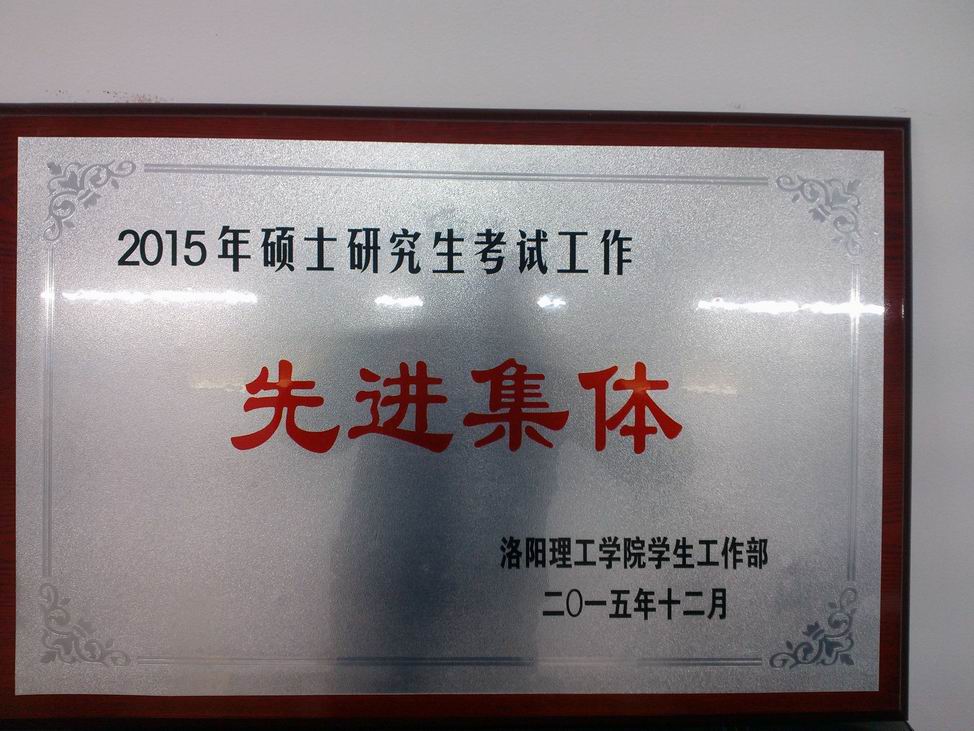 2015年硕士研究生考试工作
先进集体
洛阳理工学院学生工作部
二〇一五年十二月